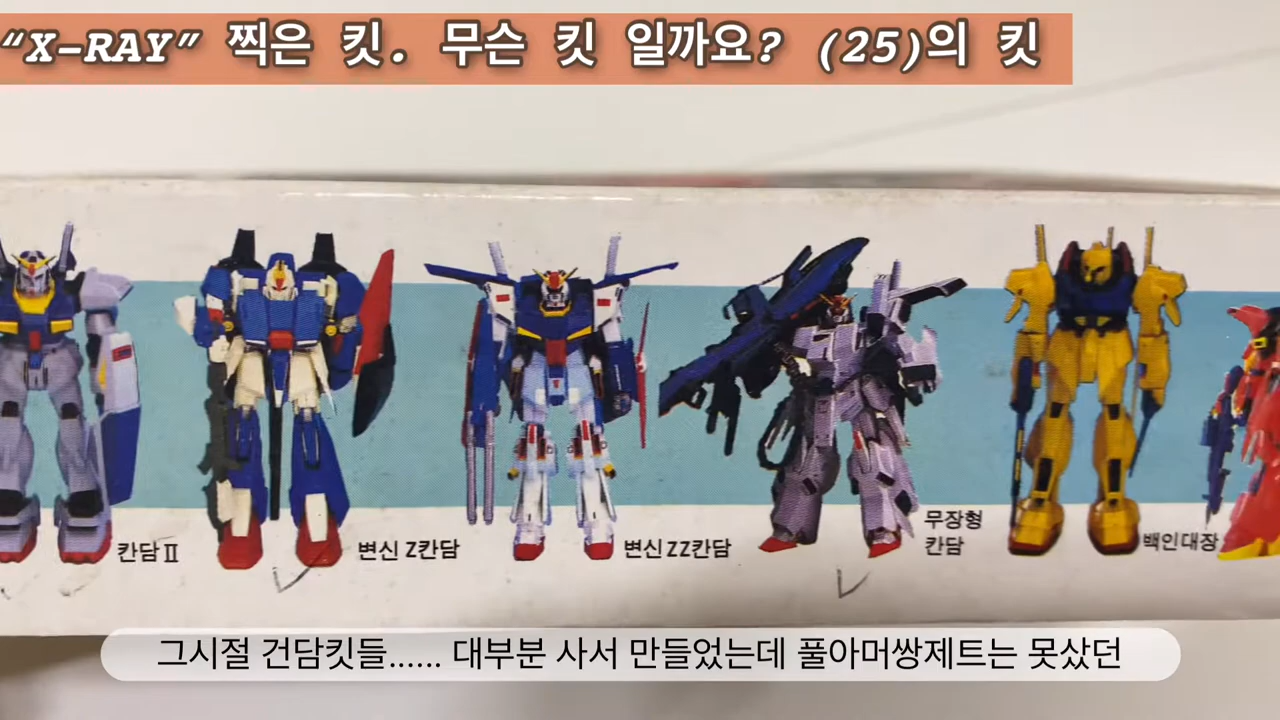 “X-RAY” 찍은 킷. 무슨 킷 일까요? (25)의 킷
칸담Ⅱ
변신 Z칸담
변신 ZZ칸담
무장형
칸담
백인대장
그시절 건담킷들...... 대부분 사서 만들었는데 풀아머쌍제트는 못샀던